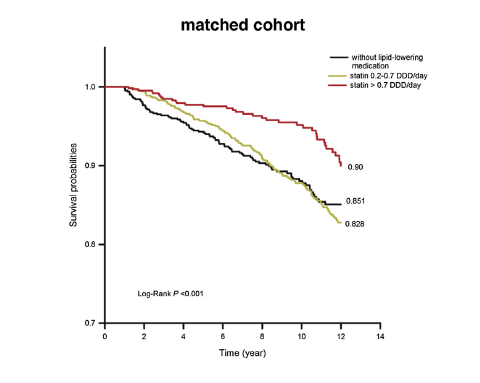 matched cohort
without lipid-lowering
medication
statin 0.2-0.7 DDD/day
statin > 0.7 DDD/day
Survival probabilities
1.0
0.9
0.8
0.7
0.90
0.851
0.828
Log-Rank P <0.001
0 2 4 6 8 10 12 14
Time (year)